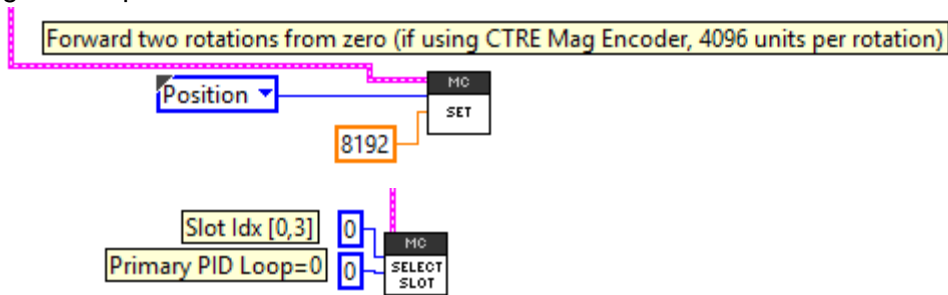 Forward two rotations from zero (if using CTRE Mag Encoder, 4096 units per rotation)
Position
MC
SET
8192
Slot Idx [0,3]
0
Primary PID Loop=0
0
MC
SELECT
SLOT